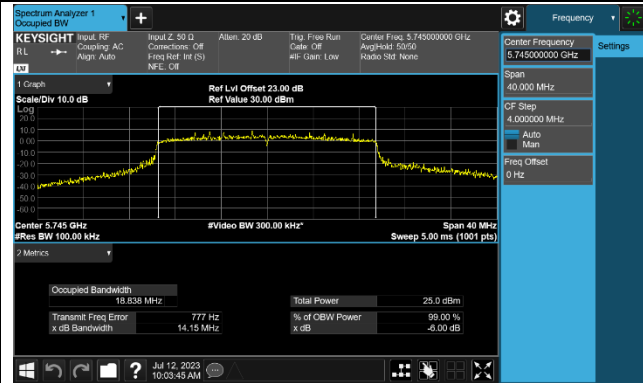 Spectrum Analyzer 1
Occupied BW
Frequency
KEYSIGHT
RL
LXI
Input: RF
Coupling: AC
Align: Auto
Input Z: 50 Ω
Corrections: Off
Freq Ref: Int (S)
NFE: Off
Atten: 20 dB
Trig: Free Run
Gate: Off
#IF Gain: Low
Center Freq: 5.745000000 GHz
Avg|Hold: 50/50
Radio Std: None
Center Frequency
5.745000000 GHz
Settings
Span
40.000 MHz
CF Step
4.000000 MHz
Auto
Man
Freq Offset
0 Hz
1 Graph
Scale/Div 10.0 dB
Ref Lvl Offset 23.00 dB
Ref Value 30.00 dBm
Log
20.0
10.0
0.00
-10.0
-20.0
-30.0
-40.0
-50.0
-60.0
Center 5.745 GHz
#Video BW 300.00 kHz*
Span 40 MHz
#Res BW 100.00 kHz
Sweep 5.00 ms (1001 pts)
2 Metrics
Occupied Bandwidth
18.838 MHz
Total Power 25.0 dBm
Transmit Freq Error 777 Hz
% of OBW Power 99.00 %
x dB Bandwidth 14.15 MHz
x dB -6.00 dB
Jul 12, 2023
10:03:45 AM